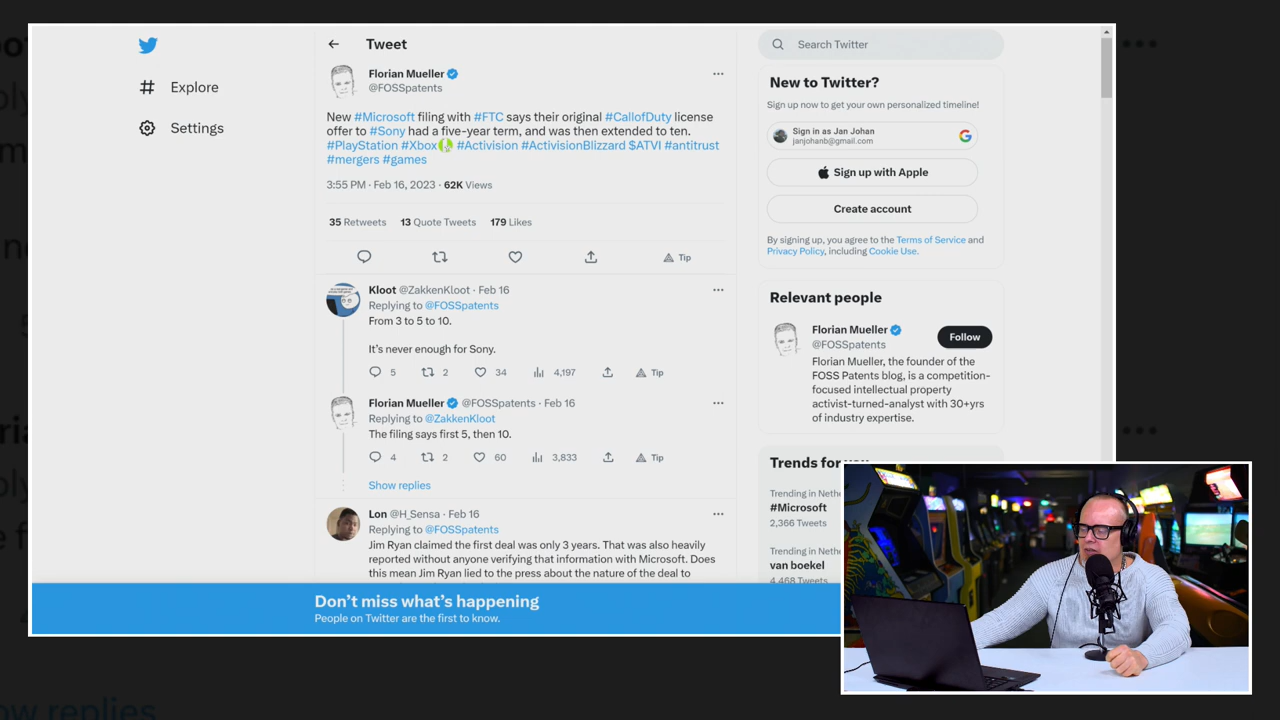 Tweet
Search Twitter
Explore
Settings
Florian Mueller
@FOSSpatents
New #Microsoft filing with #FTC says their original #CallofDuty license
offer to #Sony had a five-year term, and was then extended to ten.
#PlayStation #Xbox #Activision #ActivisionBlizzard $ATVI #antitrust
#mergers #games
3:55 PM · Feb 16, 2023 · 62K Views
35 Retweets 13 Quote Tweets 179 Likes
Tip
Kloot @ZakkenKloot · Feb 16
Replying to @FOSSpatents
From 3 to 5 to 10.
It's never enough for Sony.
5 2 34 4,197 Tip
Florian Mueller @FOSSpatents · Feb 16
Replying to @ZakkenKloot
The filing says first 5, then 10.
4 2 60 3,833 Tip
Show replies
Lon @H_Sensa · Feb 16
Replying to @FOSSpatents
Jim Ryan claimed the first deal was only 3 years. That was also heavily
reported without anyone verifying that information with Microsoft. Does
this mean Jim Ryan lied to the press about the nature of the deal to
New to Twitter?
Sign up now to get your own personalized timeline!
Sign in as Jan Johan
janjohanb@gmail.com
Sign up with Apple
Create account
By signing up, you agree to the Terms of Service and
Privacy Policy, including Cookie Use.
Relevant people
Florian Mueller
@FOSSpatents
Follow
Florian Mueller, the founder of the
FOSS Patents blog, is a competition-
focused intellectual property
activist-turned-analyst with 30+yrs
of industry expertise.
Trends for
Trending in Nethe
#Microsoft
2,366 Tweets
Trending in Nethe
van boekel
4,468 Tweets
Don't miss what's happening
People on Twitter are the first to know.